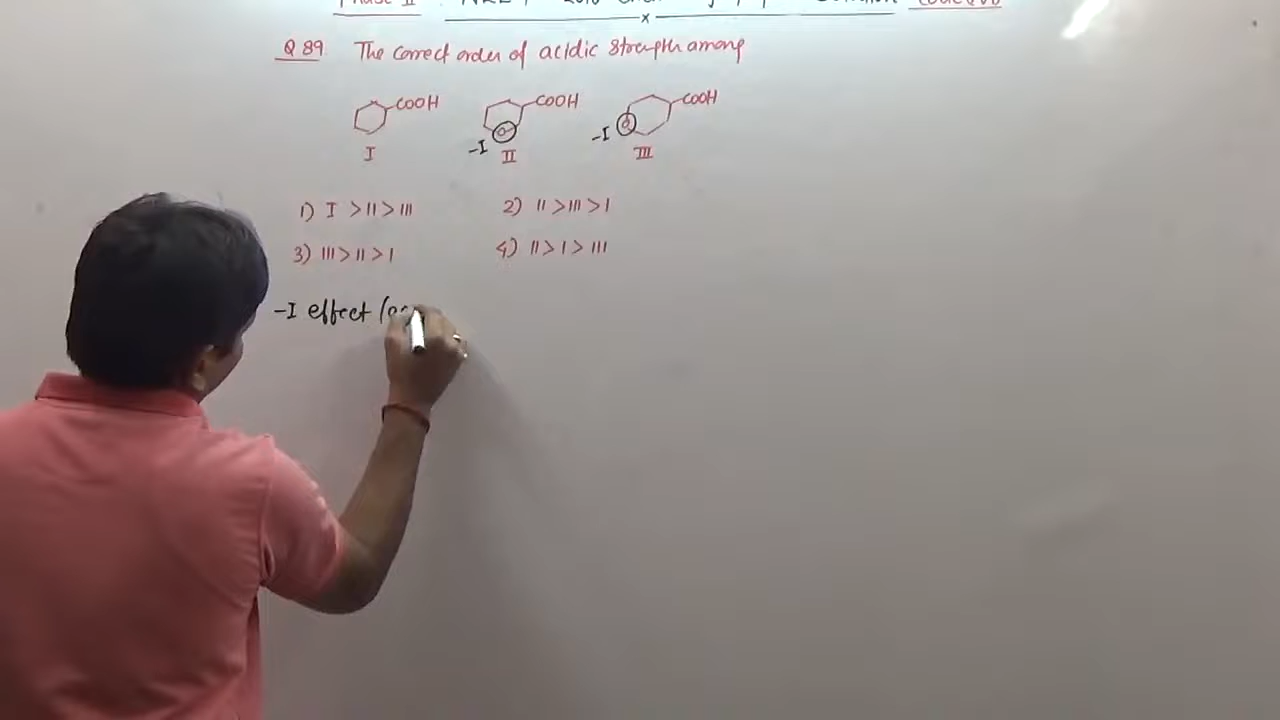 Q 89 The correct order of acidic strength among
COOH COOH COOH
-I O -I O
I II III
1) I > II > III 2) II > III > I
3) III > II > I 4) II > I > III
-I effect